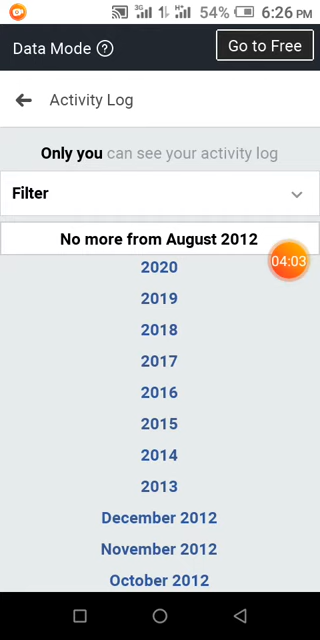 3G H+ 54% 6:26 PM
Data Mode ? Go to Free
Activity Log
Only you can see your activity log
Filter
No more from August 2012
04:03
2020
2019
2018
2017
2016
2015
2014
2013
December 2012
November 2012
October 2012